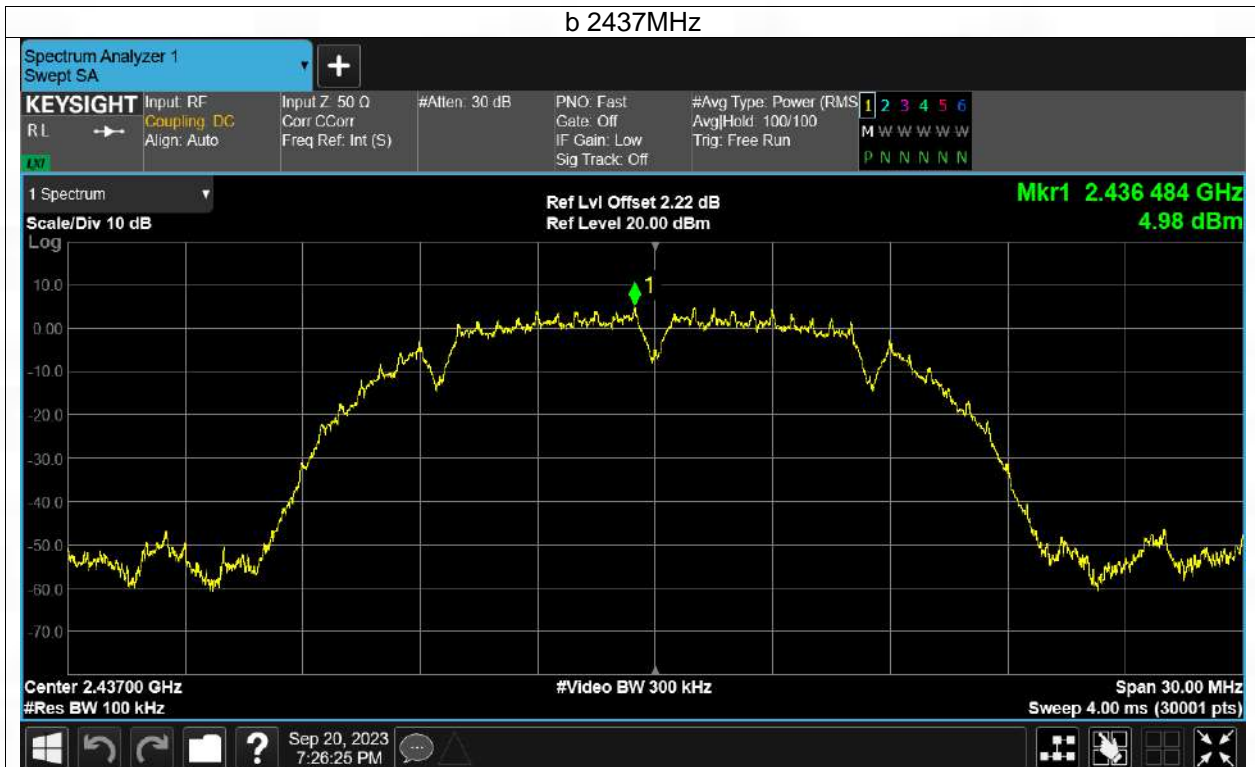 b 2437MHz
Spectrum Analyzer 1
Swept SA
+
KEYSIGHT
RL
LXI
Input: RF
Coupling: DC
Align: Auto
Input Z: 50 Ω
Corr CCorr
Freq Ref: Int (S)
#Atten: 30 dB
PNO: Fast
Gate: Off
IF Gain: Low
Sig Track: Off
#Avg Type: Power (RMS
Avg|Hold: 100/100
Trig: Free Run
1 2 3 4 5 6
M W W W W W
P N N N N N
1 Spectrum
Scale/Div 10 dB
Log
Ref Lvl Offset 2.22 dB
Ref Level 20.00 dBm
Mkr1 2.436 484 GHz
4.98 dBm
1
10.0
0.00
-10.0
-20.0
-30.0
-40.0
-50.0
-60.0
-70.0
Center 2.43700 GHz
#Res BW 100 kHz
#Video BW 300 kHz
Span 30.00 MHz
Sweep 4.00 ms (30001 pts)
?
Sep 20, 2023
7:26:25 PM